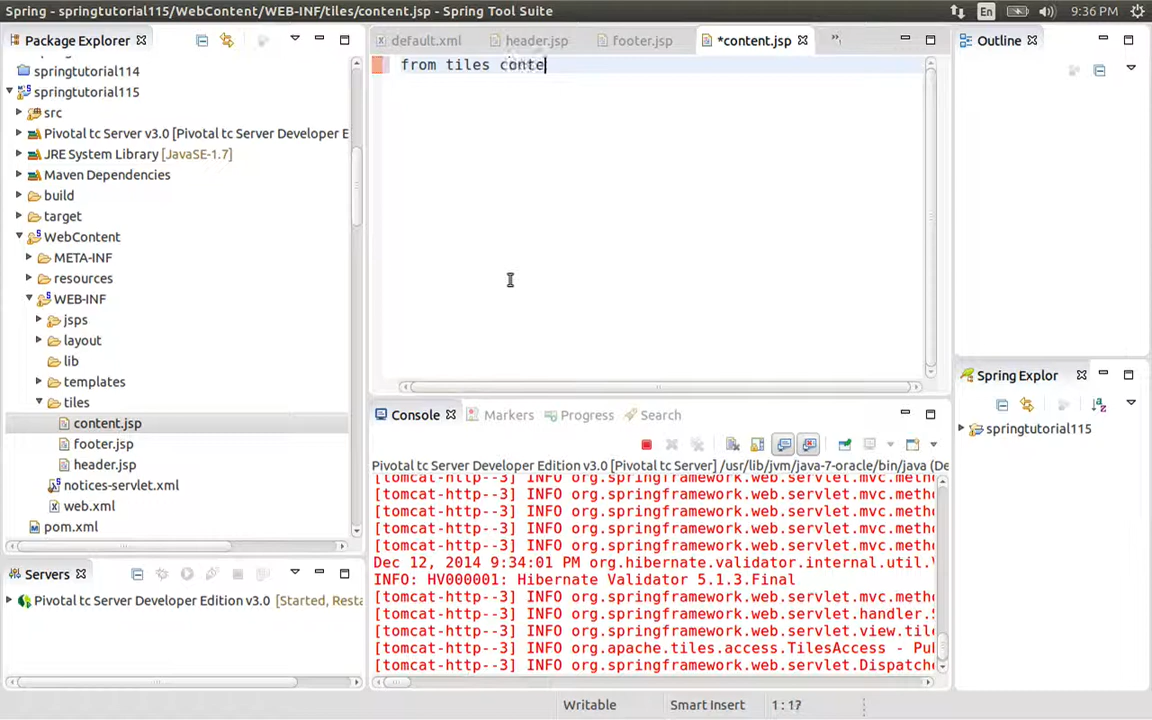 Spring - springtutorial115/WebContent/WEB-INF/tiles/content.jsp - Spring Tool Suite
En
9:36 PM
Package Explorer
springtutorial114
springtutorial115
src
Pivotal tc Server v3.0 [Pivotal tc Server Developer E
JRE System Library [JavaSE-1.7]
Maven Dependencies
build
target
WebContent
META-INF
resources
WEB-INF
jsps
layout
lib
templates
tiles
content.jsp
footer.jsp
header.jsp
notices-servlet.xml
web.xml
pom.xml
Servers
Pivotal tc Server Developer Edition v3.0 [Started, Resta
default.xml
header.jsp
footer.jsp
*content.jsp
from tiles conte
Console
Markers
Progress
Search
Pivotal tc Server Developer Edition v3.0 [Pivotal tc Server] /usr/lib/jvm/java-7-oracle/bin/java (De
[tomcat-http--3] INFO org.springframework.web.servlet.mvc.metho
[tomcat-http--3] INFO org.springframework.web.servlet.mvc.metho
[tomcat-http--3] INFO org.springframework.web.servlet.mvc.metho
[tomcat-http--3] INFO org.springframework.web.servlet.mvc.metho
[tomcat-http--3] INFO org.springframework.web.servlet.mvc.metho
Dec 12, 2014 9:34:01 PM org.hibernate.validator.internal.util.
INFO: HV000001: Hibernate Validator 5.1.3.Final
[tomcat-http--3] INFO org.springframework.web.servlet.mvc.metho
[tomcat-http--3] INFO org.springframework.web.servlet.handler.
[tomcat-http--3] INFO org.springframework.web.servlet.view.tile
[tomcat-http--3] INFO org.apache.tiles.access.TilesAccess - Pu
[tomcat-http--3] INFO org.springframework.web.servlet.Dispatche
Outline
Spring Explor
springtutorial115
Writable
Smart Insert
1 : 17